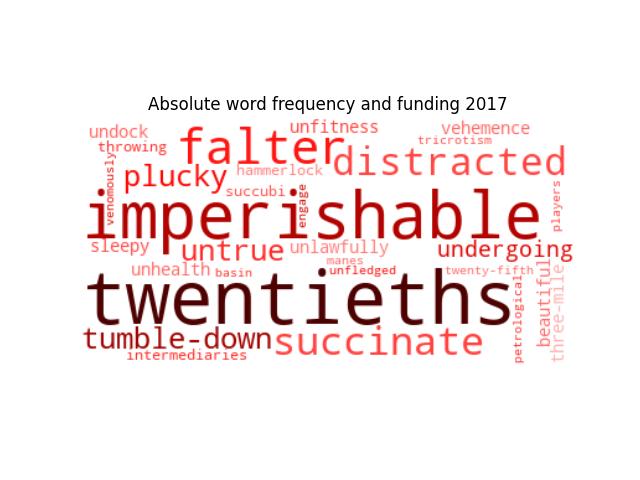 Absolute word frequency and funding 2017
undock
unfitness
vehemence
throwing
falter
tricrotism
distracted
venomously
plucky
hammerlock
succubi
engage
players
imperishable
sleepy
untrue
unlawfully
undergoing
manes
unhealth
basin
unfledged
twenty-fifth
beautiful
three-mile
twentieths
petrological
tumble-down
succinate
intermediaries